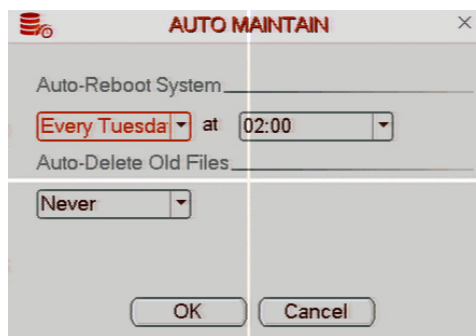 AUTO MAINTAIN
Auto-Reboot System
Every Tuesda at 02:00
Auto-Delete Old Files
Never
OK Cancel